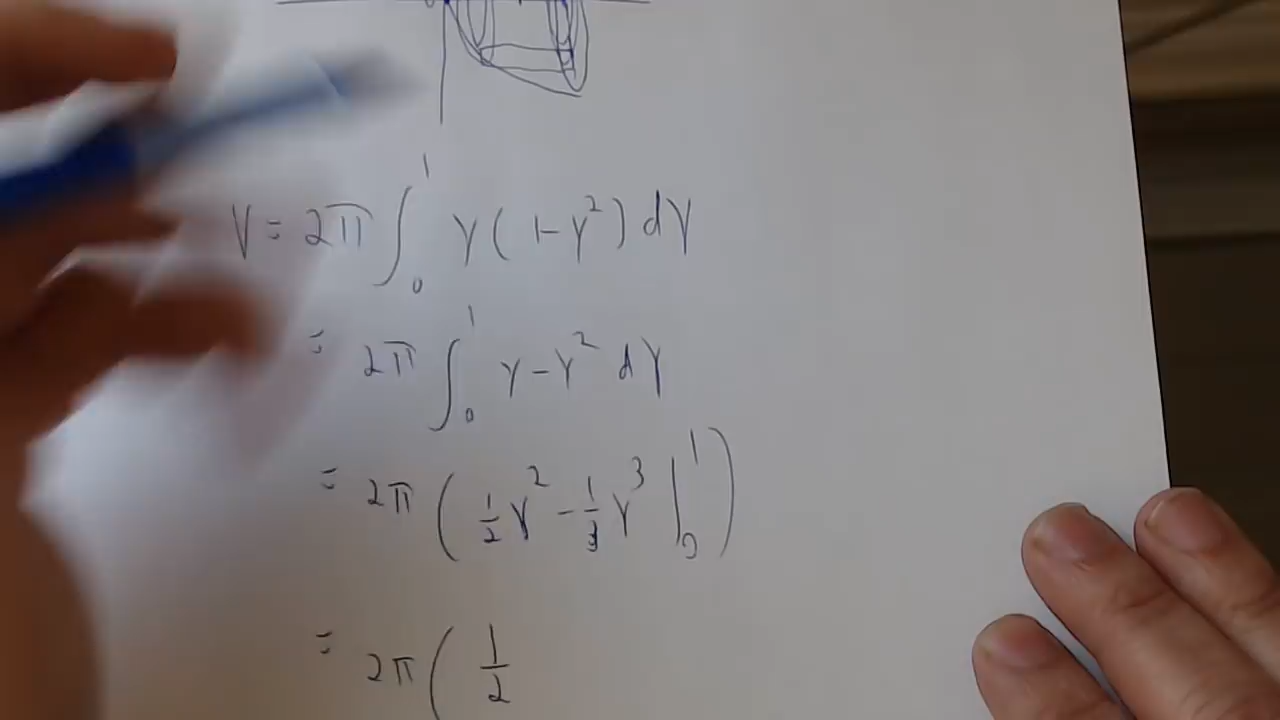 V = 2π ∫₀¹ y(1-y²) dy
= 2π ∫₀¹ y-y² dy
= 2π ( 1/2 y² - 1/3 y³ |₀¹ )
= 2π ( 1/2